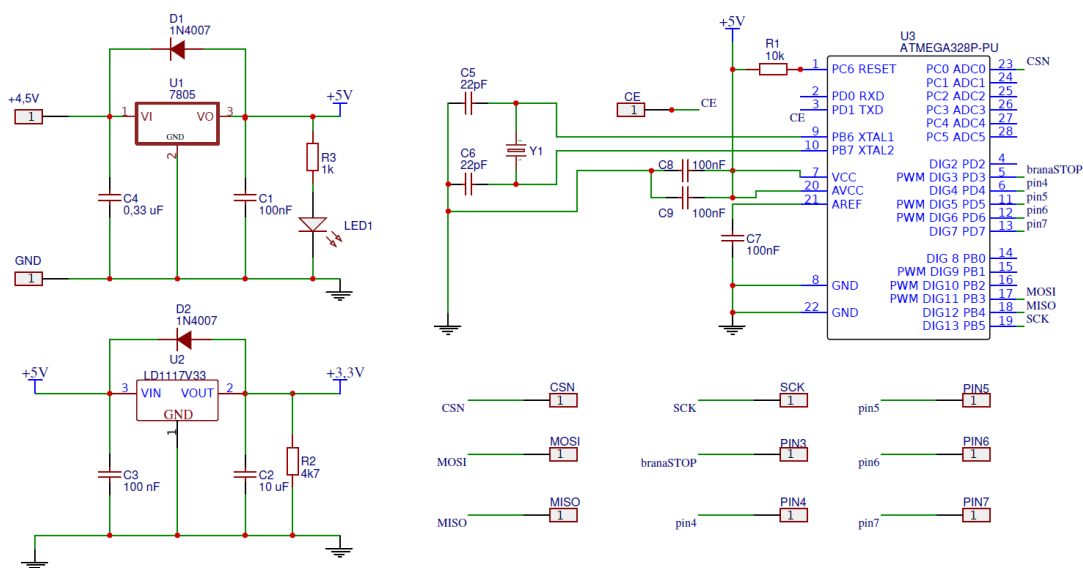 D1
1N4007
U1
7805
+4,5V
1
1
VI
VO
3
GND
2
+5V
R3
1k
C4
0,33 uF
C1
100nF
LED1
GND
1
D2
1N4007
U2
LD1117V33
+5V
3
VIN
VOUT
2
GND
1
+3.3V
C3
100 nF
C2
10 uF
R2
4k7
C5
22pF
C6
22pF
Y1
CE
1
CE
+5V
R1
10k
C8
100nF
C9
100nF
C7
100nF
U3
ATMEGA328P-PU
1
PC6 RESET
2
PD0 RXD
3
PD1 TXD
CE
9
PB6 XTAL1
10
PB7 XTAL2
7
VCC
20
AVCC
21
AREF
8
GND
22
GND
PC0 ADC0
23
CSN
PC1 ADC1
24
PC2 ADC2
25
PC3 ADC3
26
PC4 ADC4
27
PC5 ADC5
28
DIG2 PD2
4
PWM DIG3 PD3
5
branaSTOP
DIG4 PD4
6
pin4
PWM DIG5 PD5
11
pin5
PWM DIG6 PD6
12
pin6
DIG7 PD7
13
pin7
DIG 8 PB0
14
PWM DIG9 PB1
15
PWM DIG10 PB2
16
PWM DIG11 PB3
17
MOSI
DIG12 PB4
18
MISO
DIG13 PB5
19
SCK
CSN
CSN
1
SCK
SCK
1
pin5
PIN5
1
MOSI
MOSI
1
branaSTOP
PIN3
1
pin6
PIN6
1
MISO
MISO
1
pin4
PIN4
1
pin7
PIN7
1